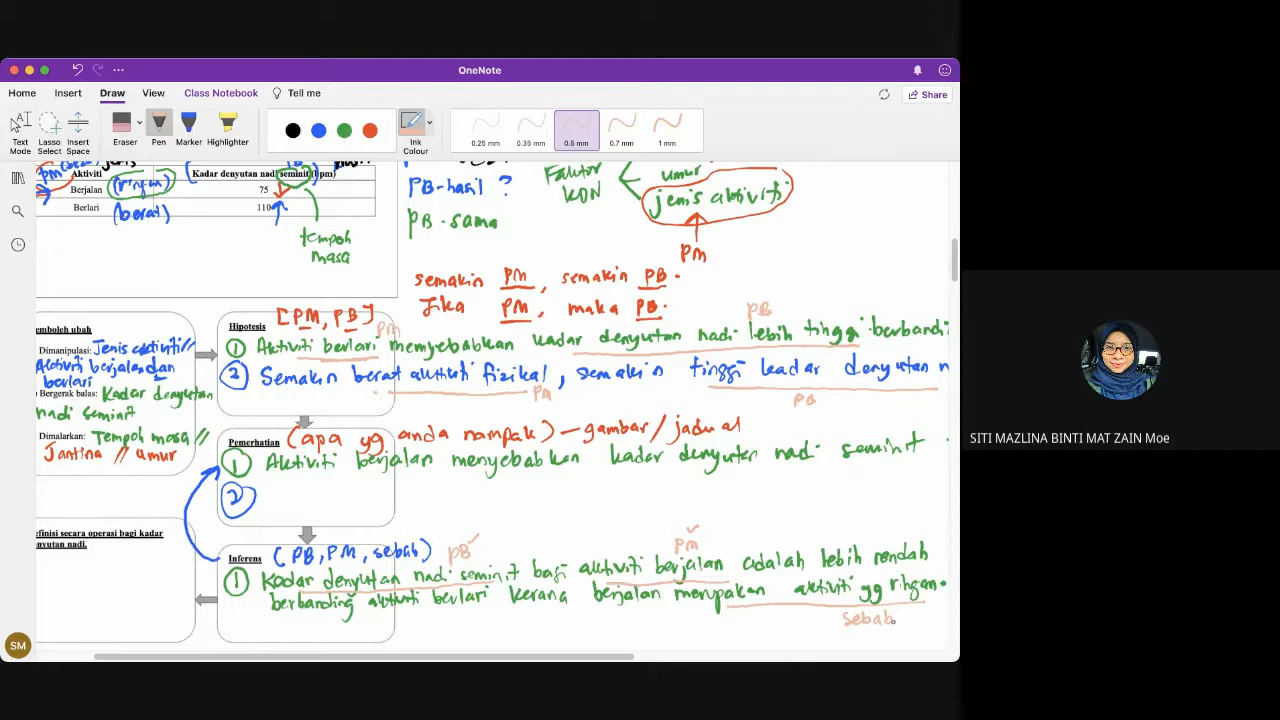 OneNote
Home Insert Draw View Class Notebook Tell me
Share
Text Mode
Lasso Select
Insert Space
Eraser
Pen
Marker
Highlighter
Ink Colour
0.25 mm 0.35 mm 0.5 mm 0.7 mm 1 mm
Aktiviti
Kadar denyutan nadi seminit (bpm)
Berjalan (ringan) 75
Berlari (berat) 110
tempoh masa
PB-hasil ?
PB-sama
Faktor KDN
umur
jenis aktiviti
PM
semakin PM, semakin PB.
Jika PM, maka PB.
emboleh ubah
Dimanipulasi: Jenis aktiviti //
Aktiviti berjalan dan
berlari
Bergerak balas: Kadar denyutan
nadi seminit
Dimalarkan: Tempoh masa //
Jantina // umur
Hipotesis
[PM, PB]
PM
PB
① Aktiviti berlari menyebabkan kadar denyutan nadi lebih tinggi berbandi
② Semakin berat aktiviti fizikal, semakin tinggi kadar denyutan n
PM
PB
Pemerhatian (apa yg anda nampak) – gambar / jadual
① Aktiviti berjalan menyebabkan kadar denyutan nadi seminit
②
efinisi secara operasi bagi kadar
enyutan nadi.
Inferens (PB, PM, sebab)
PB ✓
PM ✓
① Kadar denyutan nadi seminit bagi aktiviti berjalan adalah lebih rendah
berbanding aktiviti berlari kerana berjalan merupakan aktiviti yg ringan.
sebab
SM
SITI MAZLINA BINTI MAT ZAIN Moe